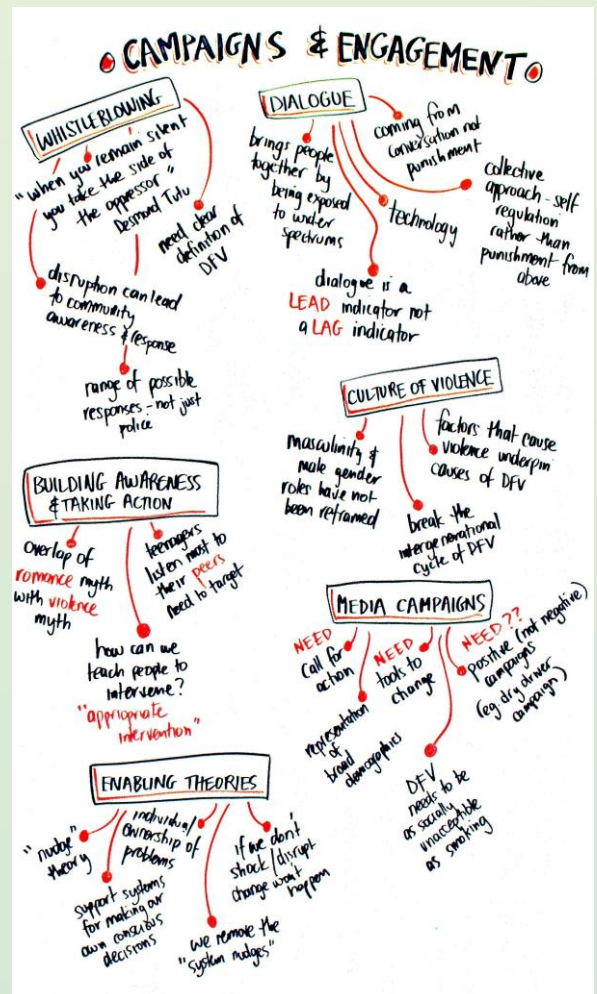 CAMPAIGNS & ENGAGEMENT
WHISTLEBLOWING
"when you remain silent
you take the side of
the oppressor"
Desmond Tutu
need clear
definition of
DFV
disruption can lead
to community
awareness & response
range of possible
responses - not just
police
DIALOGUE
brings people
together by
being exposed
to wider
spectrums
dialogue is a
LEAD indicator not
a LAG indicator
technology
coming from
conversation not
punishment
collective
approach - self
regulation
rather than
punishment from
above
CULTURE OF VIOLENCE
masculinity &
male gender
roles have not
been reframed
break the
intergenerational
cycle of DFV
factors that cause
violence underpin
causes of DFV
BUILDING AWARENESS
& TAKING ACTION
overlap of
romance myth
with violence
myth
how can we
teach people to
intervene?
"appropriate
intervention"
teenagers
listen most to
their peers
need to target
MEDIA CAMPAIGNS
NEED
call for
action
representation
of
broad
demographics
NEED
tools to
change
DFV
needs to be
as socially
unacceptible
as smoking
NEED??
positive (not negative)
campaigns
(eg. dry driver
campaign)
ENABLING THEORIES
"nudge"
theory
support systems
for making our
own conscious
decisions
individual
ownership of
problems
we remove the
"system nudges"
if we don't
shock/disrupt
change won't
happen